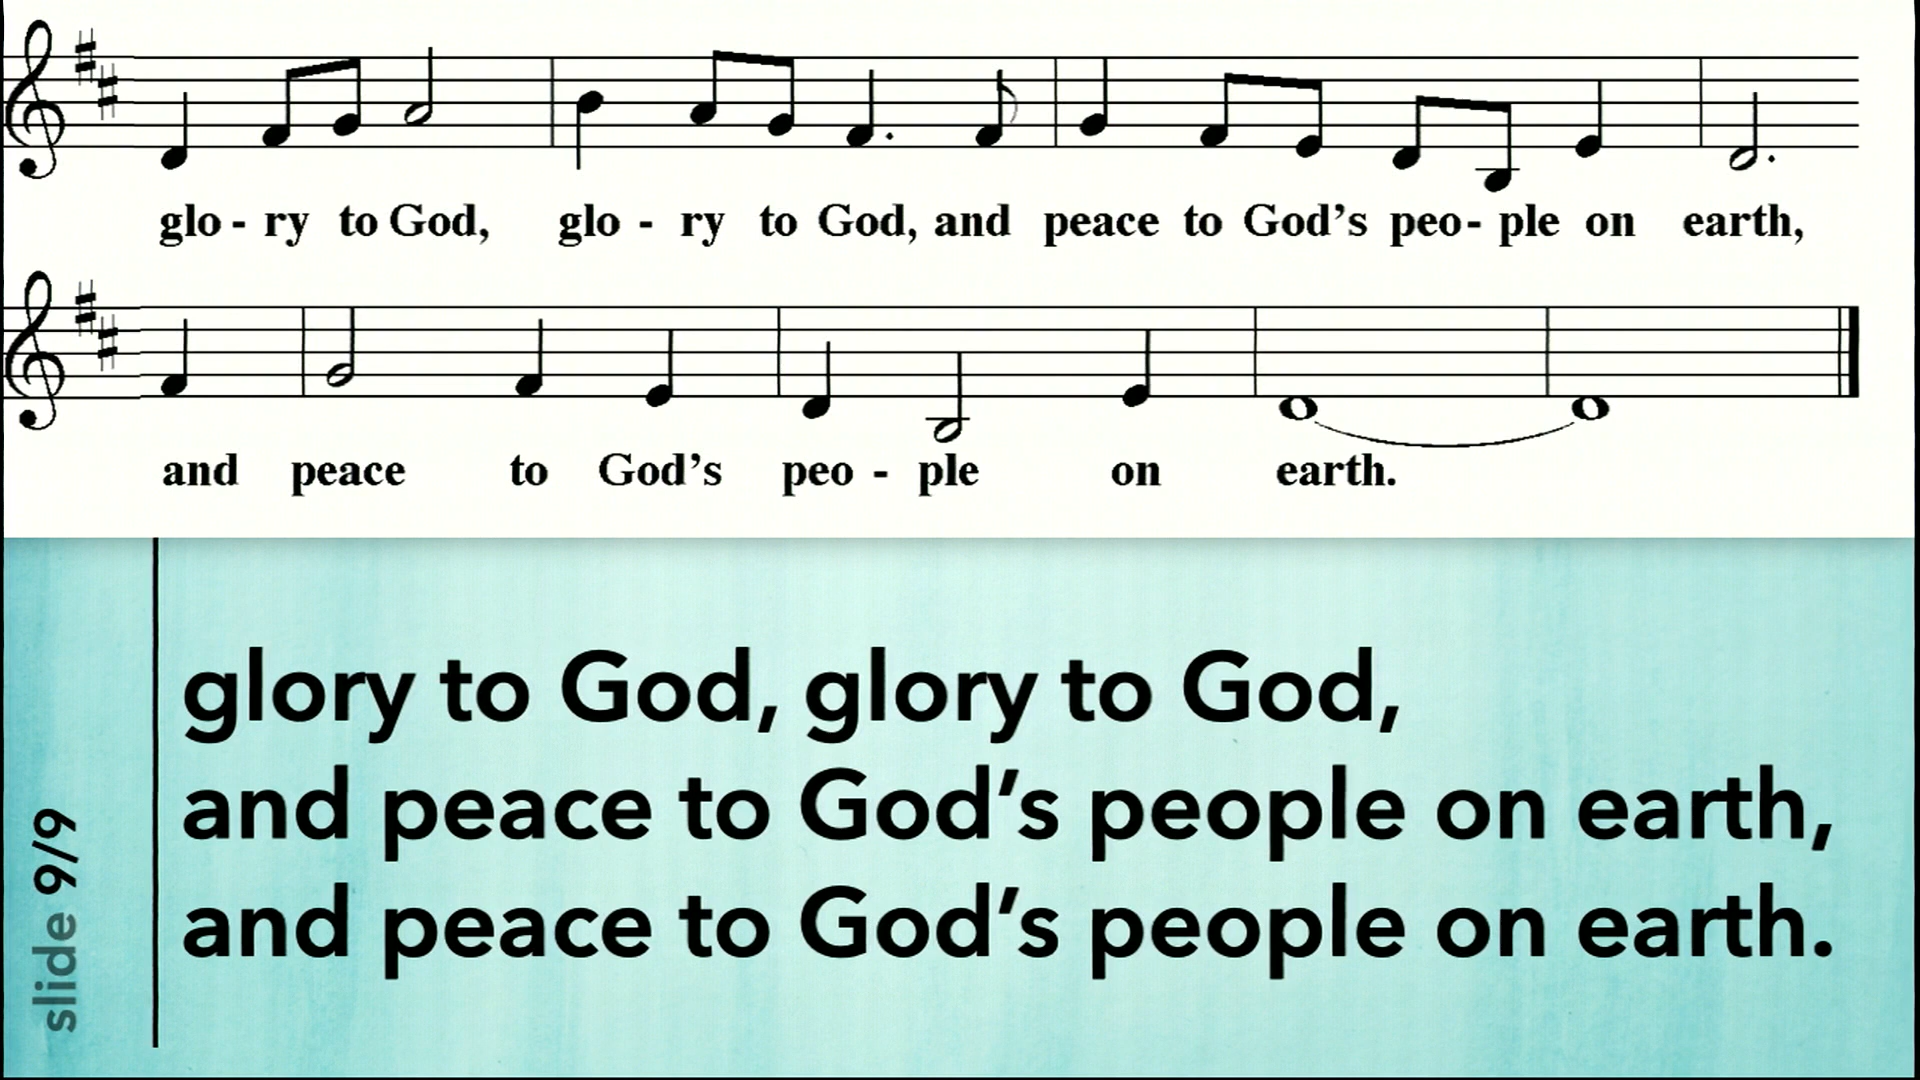 glo - ry to God, glo - ry to God, and peace to God's peo - ple on earth,
and peace to God's peo - ple on earth.
glory to God, glory to God,
and peace to God's people on earth,
and peace to God's people on earth.
slide 9/9